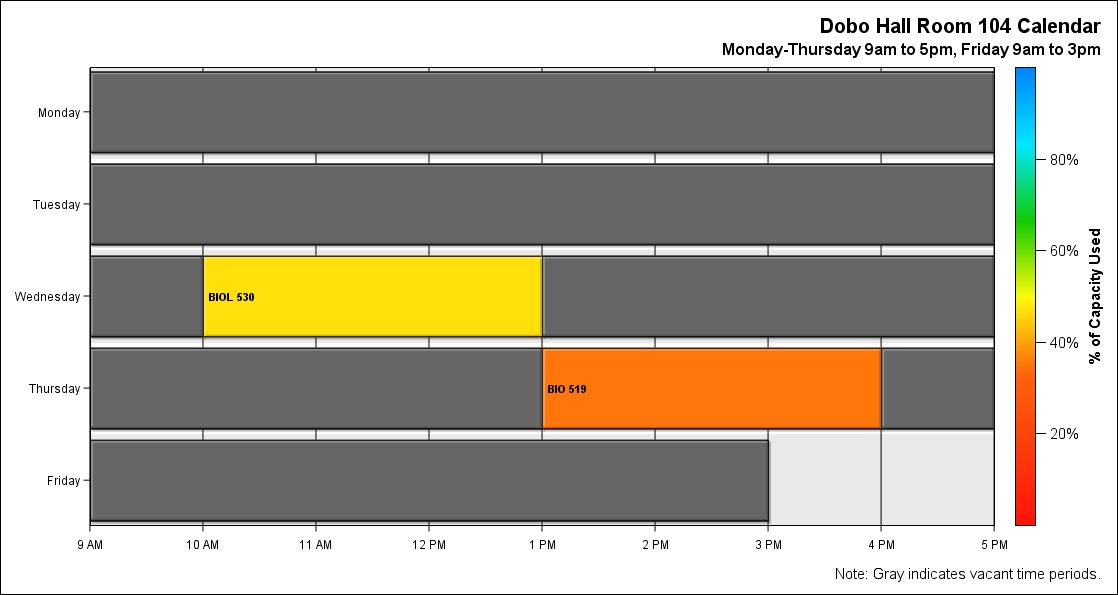 Dobo Hall Room 104 Calendar
Monday-Thursday 9am to 5pm, Friday 9am to 3pm
Monday
Tuesday
Wednesday
Thursday
Friday
BIOL 530
BIO 519
9 AM 10 AM 11 AM 12 PM 1 PM 2 PM 3 PM 4 PM 5 PM
80%
60%
40%
20%
% of Capacity Used
Note: Gray indicates vacant time periods.